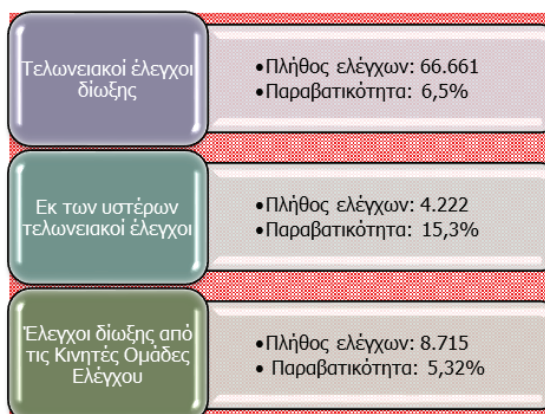 Τελωνειακοί έλεγχοι
δίωξης
•Πλήθος ελέγχων: 66.661
•Παραβατικότητα: 6,5%
Εκ των υστέρων
τελωνειακοί έλεγχοι
•Πλήθος ελέγχων: 4.222
•Παραβατικότητα: 15,3%
Έλεγχοι δίωξης από
τις Κινητές Ομάδες
Ελέγχου
•Πλήθος ελέγχων: 8.715
• Παραβατικότητα: 5,32%